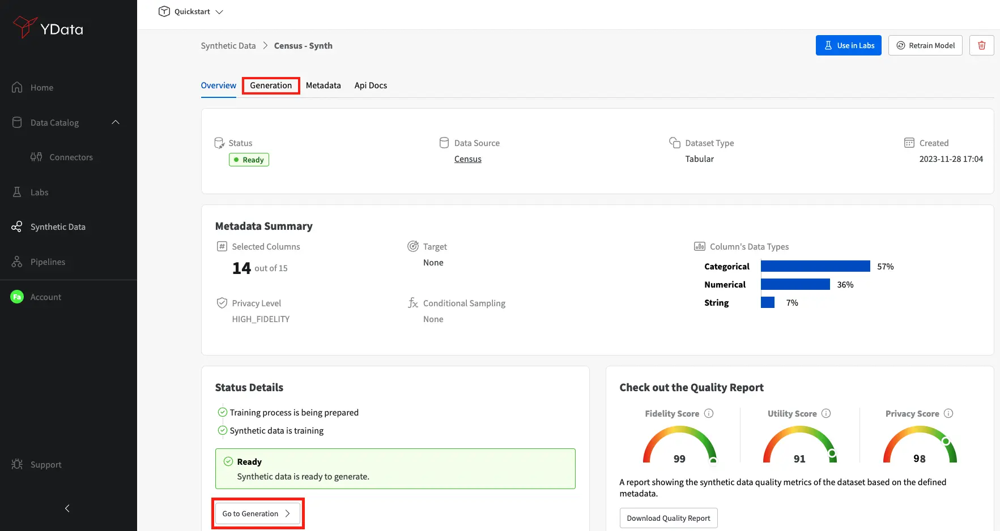 Quickstart
YData
Synthetic Data > Census - Synth
Use in Labs
Retrain Model
Home
Data Catalog
Connectors
Labs
Synthetic Data
Pipelines
Fa Account
Support
Overview Generation Metadata Api Docs
Status
Ready
Data Source
Census
Dataset Type
Tabular
Created
2023-11-28 17:04
Metadata Summary
# Selected Columns
14 out of 15
Target
None
Privacy Level
HIGH_FIDELITY
fx Conditional Sampling
None
Column's Data Types
Categorical 57%
Numerical 36%
String 7%
Status Details
Training process is being prepared
Synthetic data is training
Ready
Synthetic data is ready to generate.
Go to Generation >
Check out the Quality Report
Fidelity Score
99
Utility Score
91
Privacy Score
98
A report showing the synthetic data quality metrics of the dataset based on the defined
metadata.
Download Quality Report